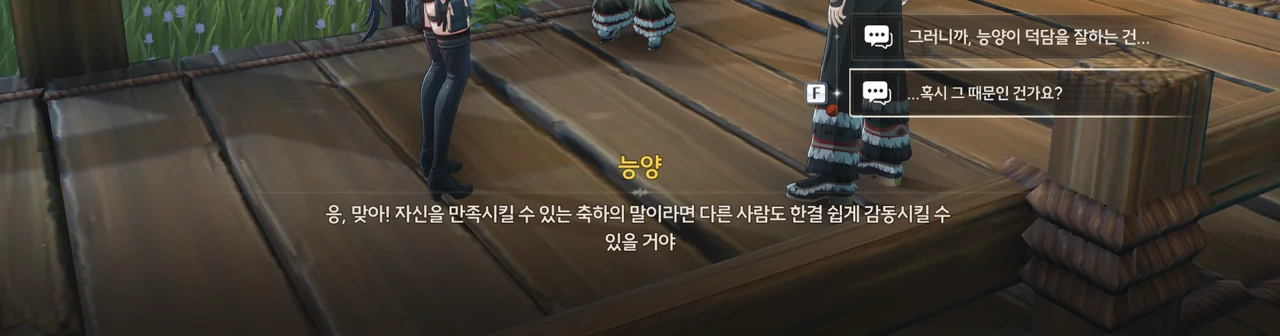 그러니까, 능양이 덕담을 잘하는 건...
F
...혹시 그 때문인 건가요?
능양
응, 맞아! 자신을 만족시킬 수 있는 축하의 말이라면 다른 사람도 한결 쉽게 감동시킬 수
있을 거야